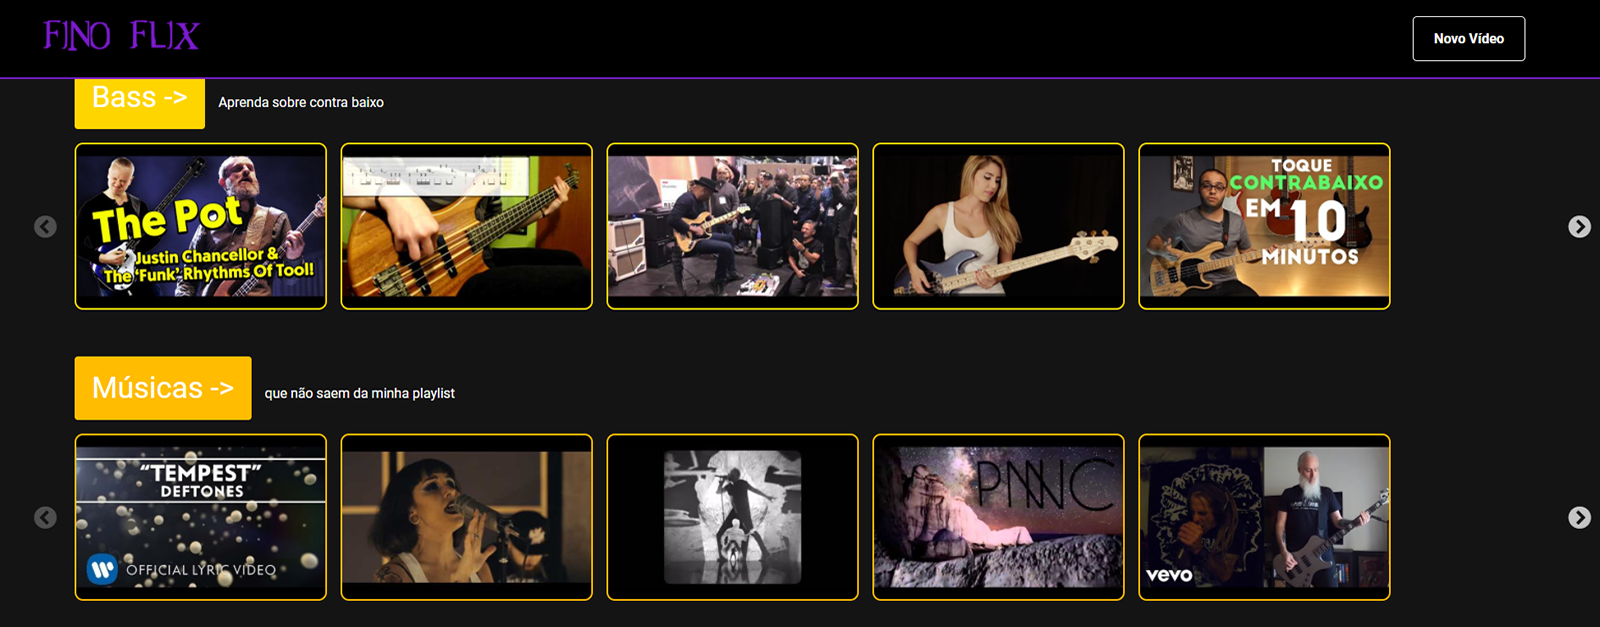 FINO FLIX
Novo Vídeo
Bass ->
Aprenda sobre contra baixo
The Pot
Justin Chancellor &
The 'Funk' Rhythms Of Tool!
TOQUE
CONTRABAIXO
EM 10
MINUTOS
Músicas ->
que não saem da minha playlist
“TEMPEST”
DEFTONES
OFFICIAL LYRIC VIDEO
vevo